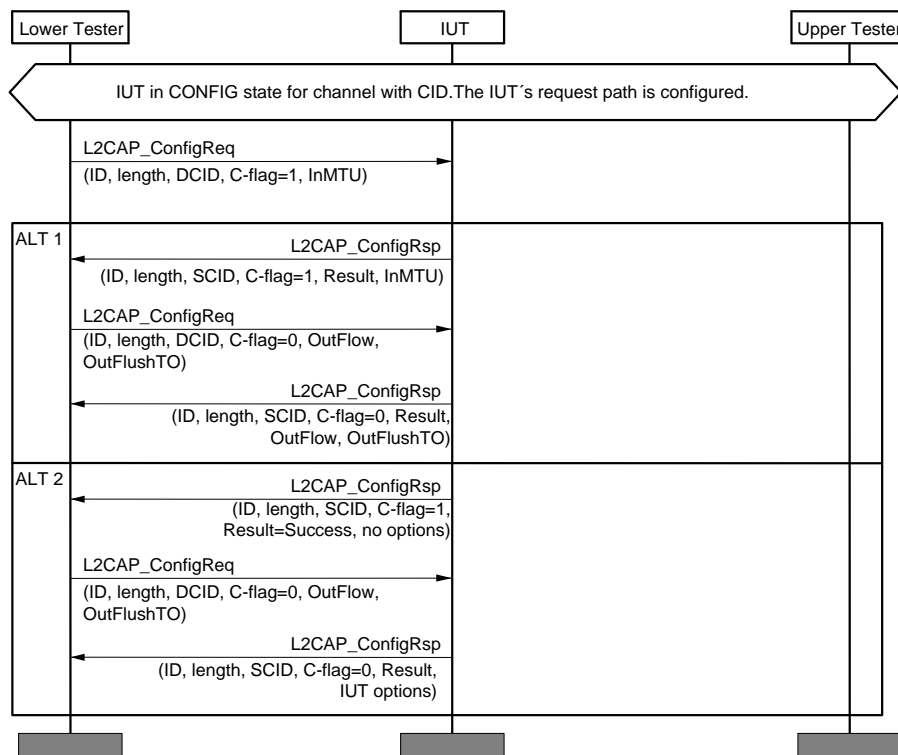 Lower Tester
IUT
Upper Tester
IUT in CONFIG state for channel with CID.The IUT´s request path is configured.
L2CAP_ConfigReq
(ID, length, DCID, C-flag=1, InMTU)
ALT 1
L2CAP_ConfigRsp
(ID, length, SCID, C-flag=1, Result, InMTU)
L2CAP_ConfigReq
(ID, length, DCID, C-flag=0, OutFlow,
OutFlushTO)
L2CAP_ConfigRsp
(ID, length, SCID, C-flag=0, Result,
OutFlow, OutFlushTO)
ALT 2
L2CAP_ConfigRsp
(ID, length, SCID, C-flag=1,
Result=Success, no options)
L2CAP_ConfigReq
(ID, length, DCID, C-flag=0, OutFlow,
OutFlushTO)
L2CAP_ConfigRsp
(ID, length, SCID, C-flag=0, Result,
IUT options)